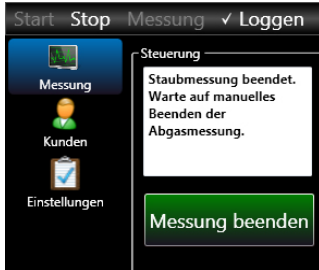 Start Stop Messung ✓ Loggen
Messung
Kunden
Einstellungen
Steuerung
Staubmessung beendet.
Warte auf manuelles
Beenden der
Abgasmessung.
Messung beenden